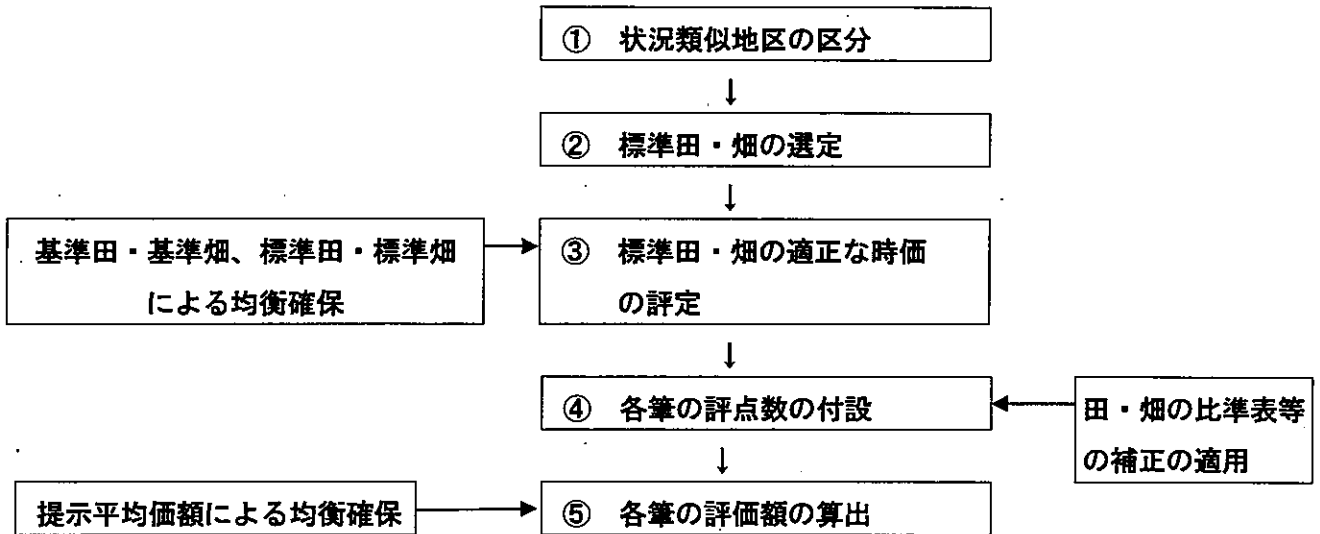 ① 状況類似地区の区分
↓
② 標準田・畑の選定
↓
基準田・基準畑、標準田・標準畑
による均衡確保
③ 標準田・畑の適正な時価
の評定
↓
④ 各筆の評点数の付設
田・畑の比準表等
の補正の適用
↓
提示平均価額による均衡確保
⑤ 各筆の評価額の算出